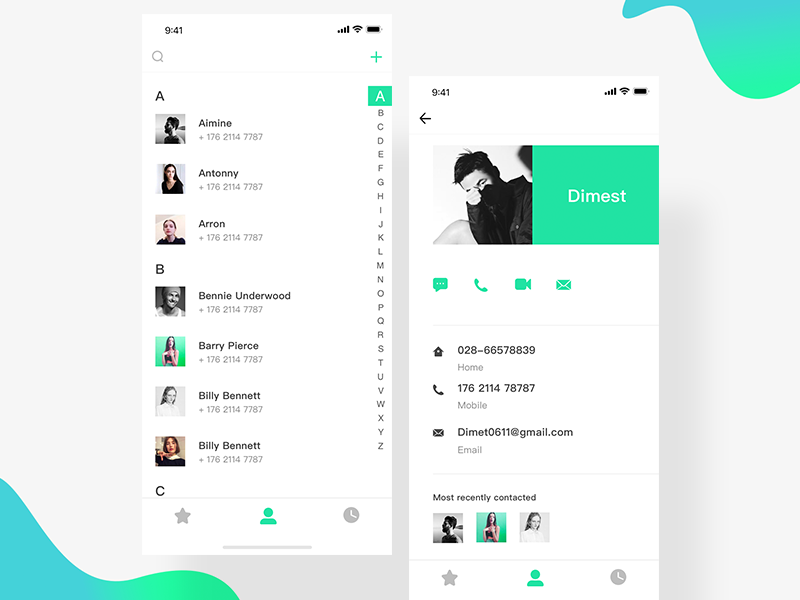 9:41
A
Aimine
+ 176 2114 7787
Antonny
+ 176 2114 7787
Arron
+ 176 2114 7787
B
Bennie Underwood
+ 176 2114 7787
Barry Pierce
+ 176 2114 7787
Billy Bennett
+ 176 2114 7787
Billy Bennett
+ 176 2114 7787
C
A
B
C
D
E
F
G
H
I
J
K
L
M
N
O
P
Q
R
S
T
U
V
W
X
Y
Z
9:41
Dimest
028-66578839
Home
176 2114 78787
Mobile
Dimet0611@gmail.com
Email
Most recently contacted